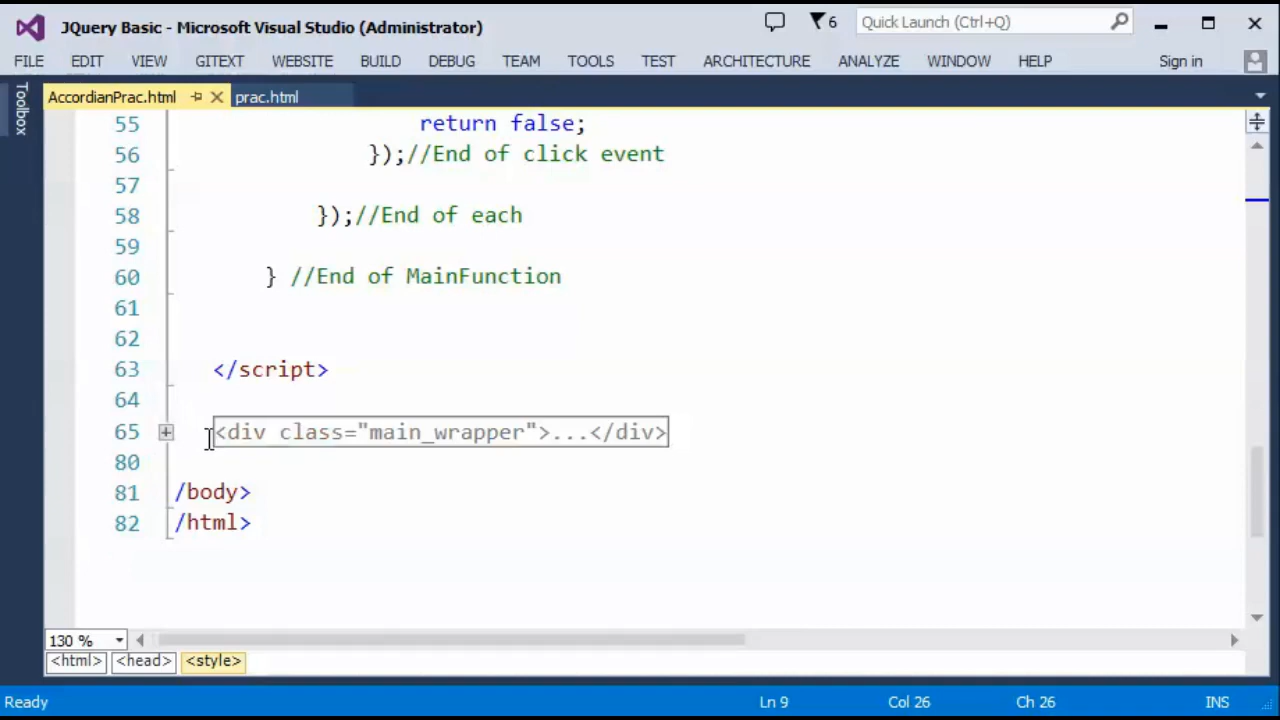 JQuery Basic - Microsoft Visual Studio (Administrator)
6
Quick Launch (Ctrl+Q)
FILE EDIT VIEW GITEXT WEBSITE BUILD DEBUG TEAM TOOLS TEST ARCHITECTURE ANALYZE WINDOW HELP Sign in
Toolbox
AccordianPrac.html prac.html
55 return false;
56 });//End of click event
57
58 });//End of each
59
60 } //End of MainFunction
61
62
63 </script>
64
65 <div class="main_wrapper">...</div>
80
81 /body>
82 /html>
130 %
<html> <head> <style>
Ready Ln 9 Col 26 Ch 26 INS